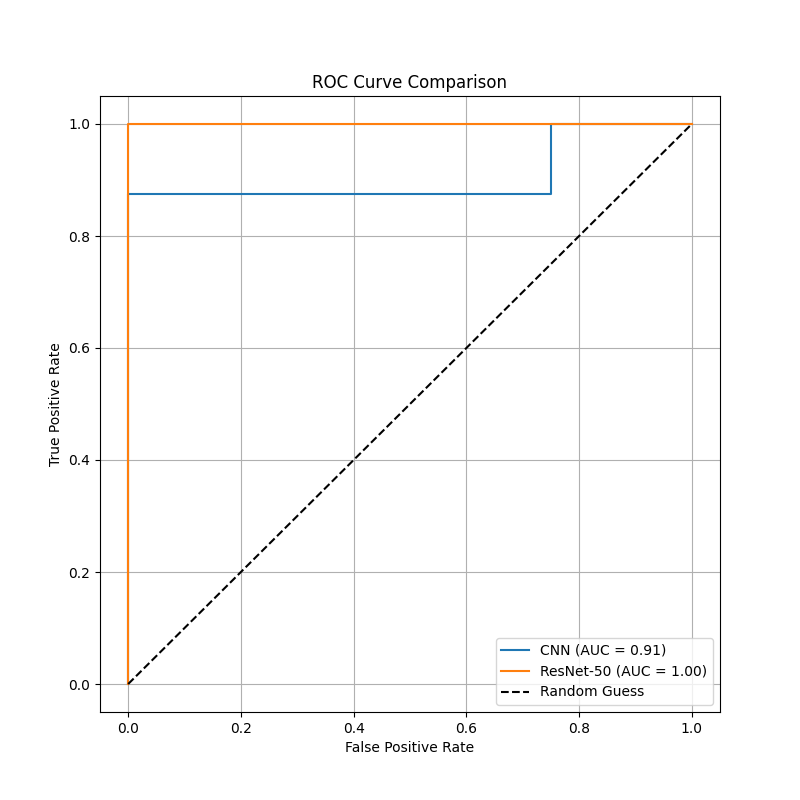 ROC Curve Comparison
True Positive Rate
1.0
0.8
0.6
0.4
0.2
0.0
CNN (AUC = 0.91)
ResNet-50 (AUC = 1.00)
Random Guess
0.0 0.2 0.4 0.6 0.8 1.0
False Positive Rate